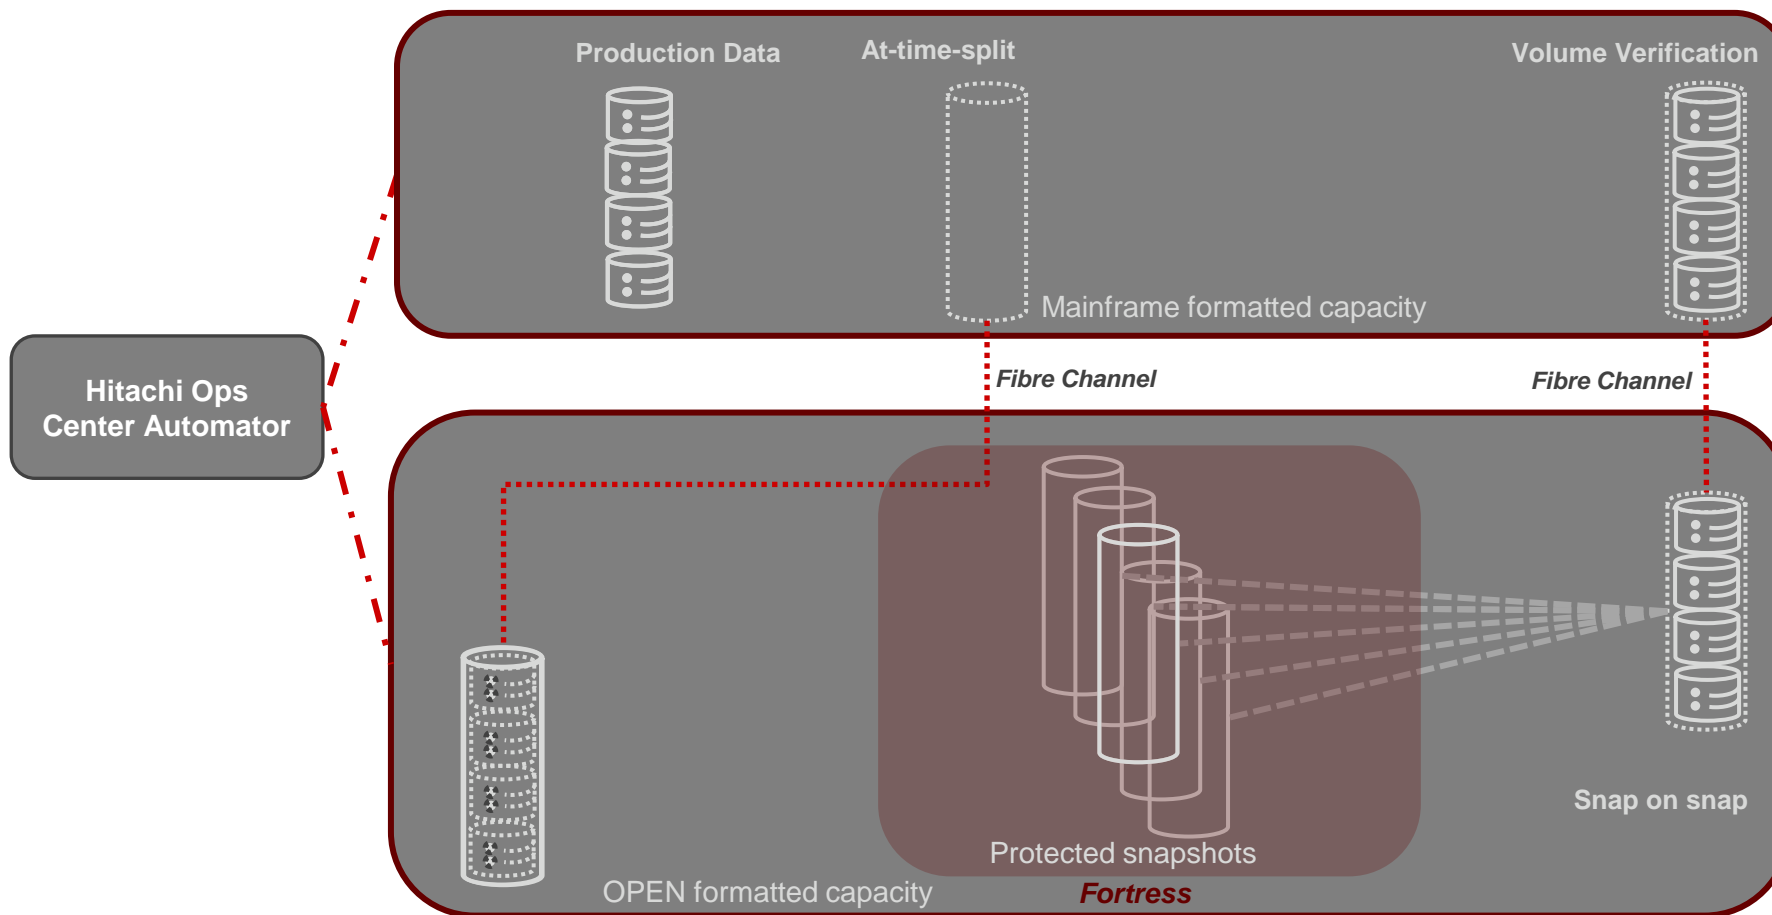 Production Data
At-time-split
Volume Verification
Mainframe formatted capacity
Hitachi Ops
Center Automator
Fibre Channel
Fibre Channel
Snap on snap
Protected snapshots
OPEN formatted capacity
Fortress